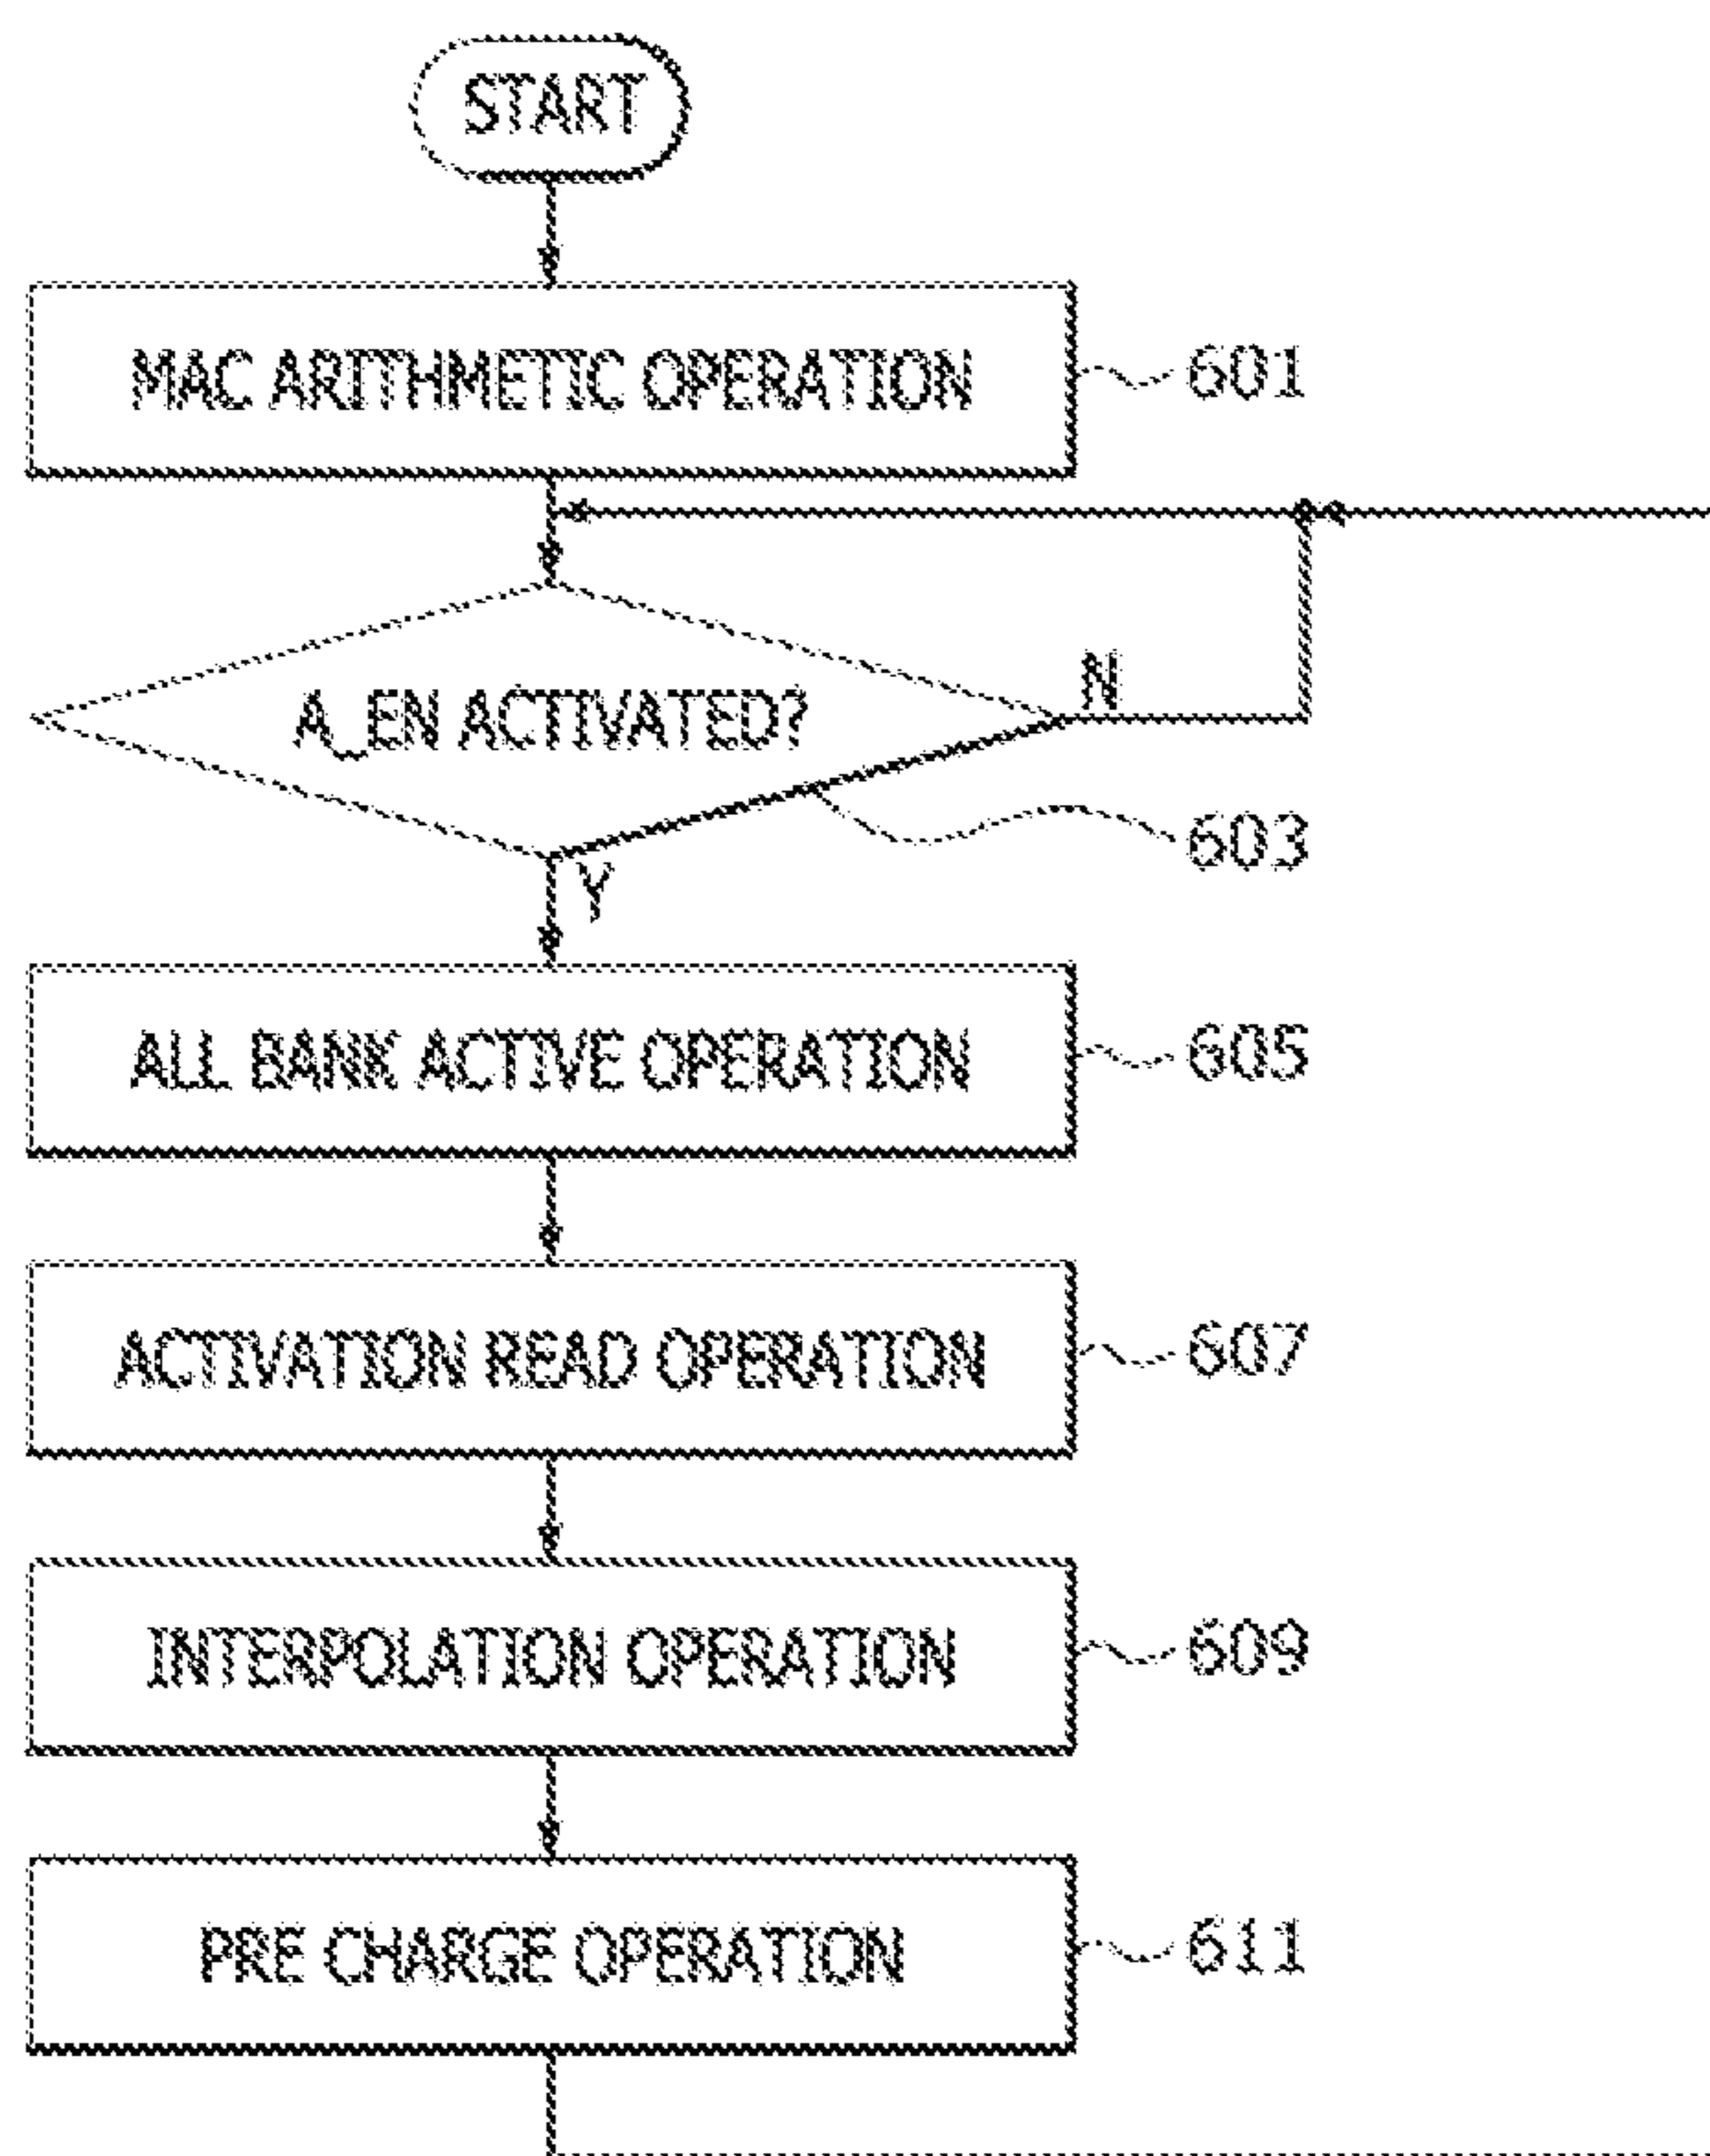 START
MAC ARITHMETIC OPERATION
601
A_EN ACTIVATED?
N
603
Y
ALL BANK ACTIVE OPERATION
605
ACTIVATION READ OPERATION
607
INTERPOLATION OPERATION
609
PRE CHARGE OPERATION
611